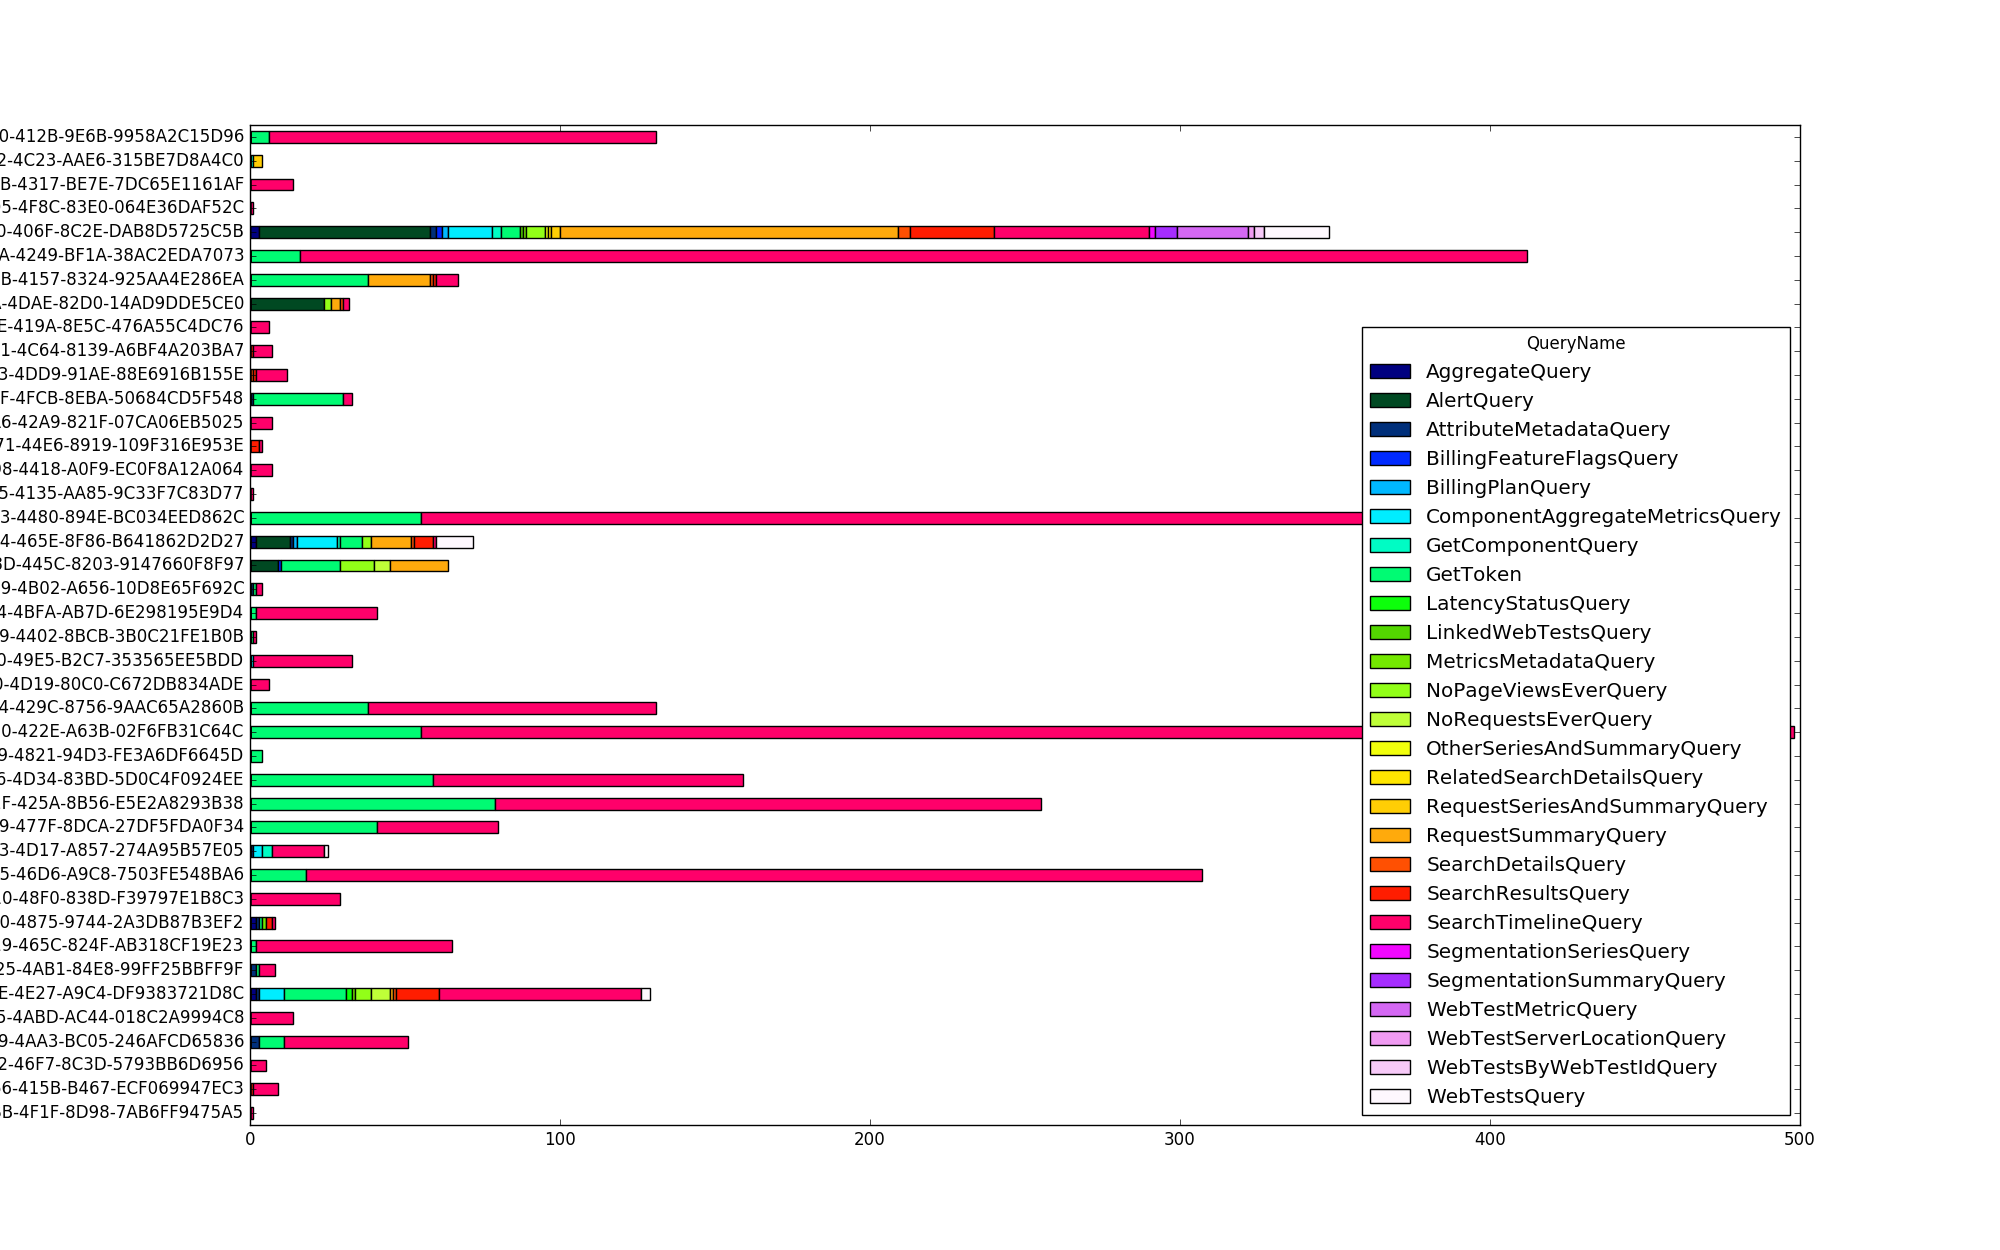 0-412B-9E6B-9958A2C15D96
2-4C23-AAE6-315BE7D8A4C0
B-4317-BE7E-7DC65E1161AF
5-4F8C-83E0-064E36DAF52C
0-406F-8C2E-DAB8D5725C5B
A-4249-BF1A-38AC2EDA7073
B-4157-8324-925AA4E286EA
-4DAE-82D0-14AD9DDE5CE0
E-419A-8E5C-476A55C4DC76
1-4C64-8139-A6BF4A203BA7
3-4DD9-91AE-88E6916B155E
F-4FCB-8EBA-50684CD5F548
6-42A9-821F-07CA06EB5025
71-44E6-8919-109F316E953E
98-4418-A0F9-EC0F8A12A064
5-4135-AA85-9C33F7C83D77
3-4480-894E-BC034EED862C
4-465E-8F86-B641862D2D27
D-445C-8203-9147660F8F97
9-4B02-A656-10D8E65F692C
4-4BFA-AB7D-6E298195E9D4
9-4402-8BCB-3B0C21FE1B0B
0-49E5-B2C7-353565EE5BDD
0-4D19-80C0-C672DB834ADE
4-429C-8756-9AAC65A2860B
0-422E-A63B-02F6FB31C64C
9-4821-94D3-FE3A6DF6645D
6-4D34-83BD-5D0C4F0924EE
F-425A-8B56-E5E2A8293B38
9-477F-8DCA-27DF5FDA0F34
3-4D17-A857-274A95B57E05
5-46D6-A9C8-7503FE548BA6
0-48F0-838D-F39797E1B8C3
0-4875-9744-2A3DB87B3EF2
9-465C-824F-AB318CF19E23
25-4AB1-84E8-99FF25BBFF9F
E-4E27-A9C4-DF9383721D8C
5-4ABD-AC44-018C2A9994C8
9-4AA3-BC05-246AFCD65836
2-46F7-8C3D-5793BB6D6956
6-415B-B467-ECF069947EC3
B-4F1F-8D98-7AB6FF9475A5
0 100 200 300 400 500
QueryName
AggregateQuery
AlertQuery
AttributeMetadataQuery
BillingFeatureFlagsQuery
BillingPlanQuery
ComponentAggregateMetricsQuery
GetComponentQuery
GetToken
LatencyStatusQuery
LinkedWebTestsQuery
MetricsMetadataQuery
NoPageViewsEverQuery
NoRequestsEverQuery
OtherSeriesAndSummaryQuery
RelatedSearchDetailsQuery
RequestSeriesAndSummaryQuery
RequestSummaryQuery
SearchDetailsQuery
SearchResultsQuery
SearchTimelineQuery
SegmentationSeriesQuery
SegmentationSummaryQuery
WebTestMetricQuery
WebTestServerLocationQuery
WebTestsByWebTestIdQuery
WebTestsQuery